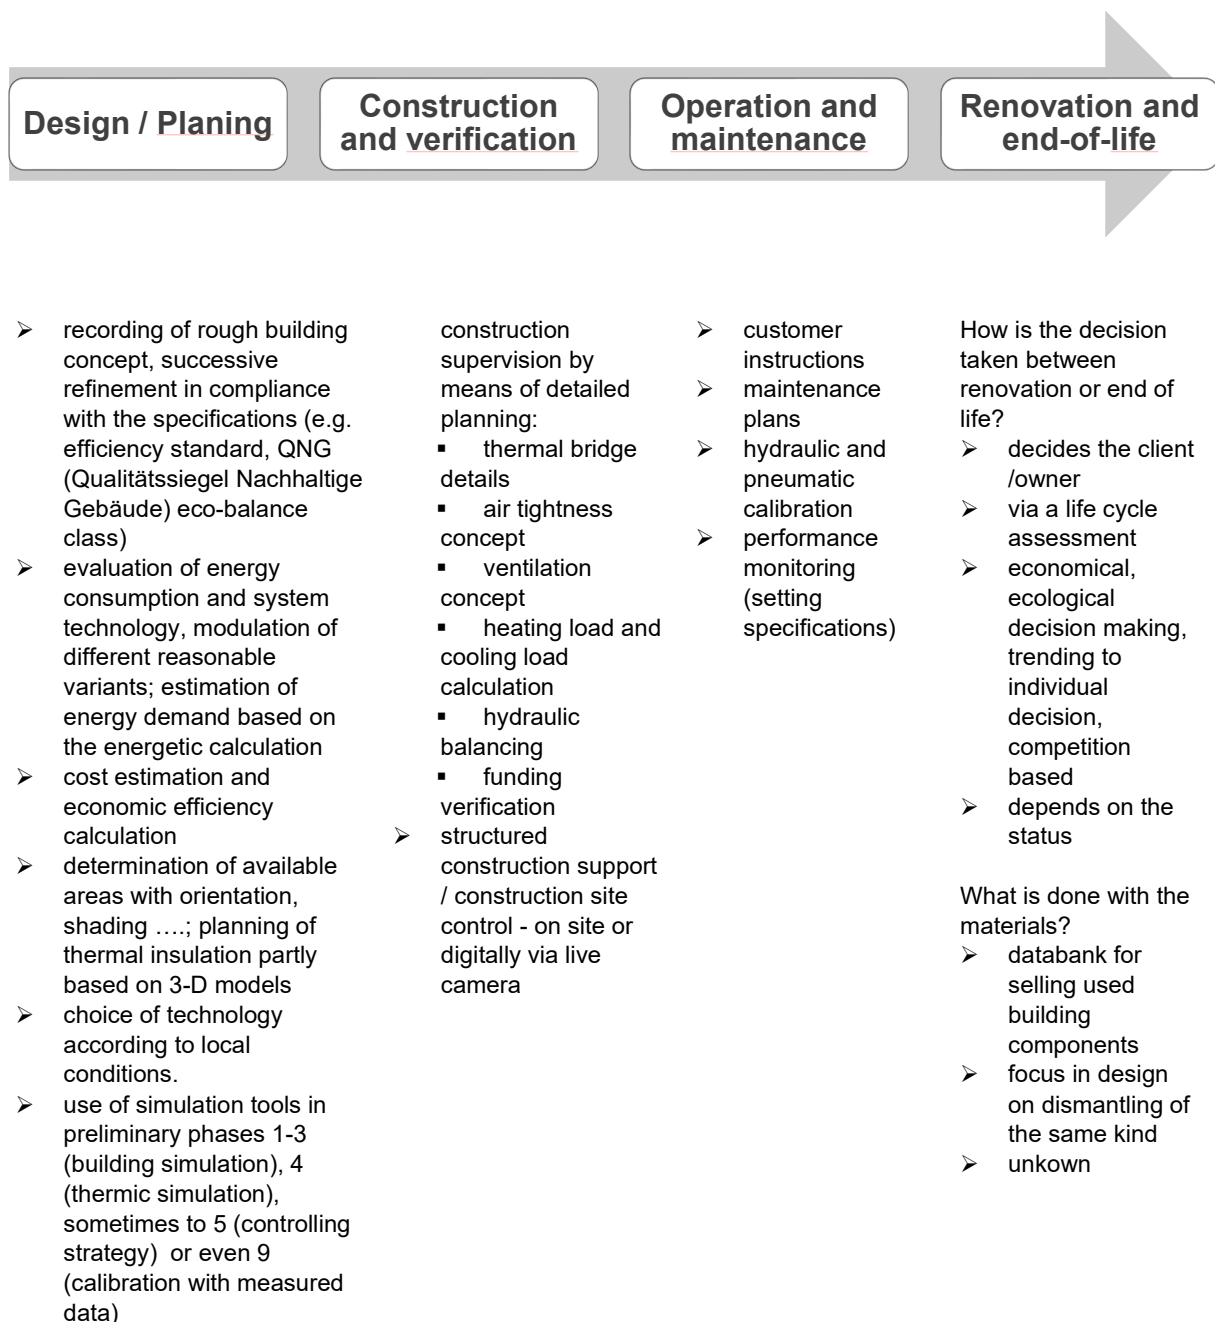 Design / Planing
Construction
and verification
Operation and
maintenance
Renovation and
end-of-life
➢ recording of rough building
concept, successive
refinement in compliance
with the specifications (e.g.
efficiency standard, QNG
(Qualitätssiegel Nachhaltige
Gebäude) eco-balance
class)
➢ evaluation of energy
consumption and system
technology, modulation of
different reasonable
variants; estimation of
energy demand based on
the energetic calculation
➢ cost estimation and
economic efficiency
calculation
➢ determination of available
areas with orientation,
shading ….; planning of
thermal insulation partly
based on 3-D models
➢ choice of technology
according to local
conditions.
➢ use of simulation tools in
preliminary phases 1-3
(building simulation), 4
(thermic simulation),
sometimes to 5 (controlling
strategy) or even 9
(calibration with measured
data)
construction
supervision by
means of detailed
planning:
▪ thermal bridge
details
▪ air tightness
concept
▪ ventilation
concept
▪ heating load and
cooling load
calculation
▪ hydraulic
balancing
▪ funding
verification
➢ structured
construction support
/ construction site
control - on site or
digitally via live
camera
➢ customer
instructions
➢ maintenance
plans
➢ hydraulic and
pneumatic
calibration
➢ performance
monitoring
(setting
specifications)
How is the decision
taken between
renovation or end of
life?
➢ decides the client
/owner
➢ via a life cycle
assessment
➢ economical,
ecological
decision making,
trending to
individual
decision,
competition
based
➢ depends on the
status
What is done with the
materials?
➢ databank for
selling used
building
components
➢ focus in design
on dismantling of
the same kind
➢ unkown